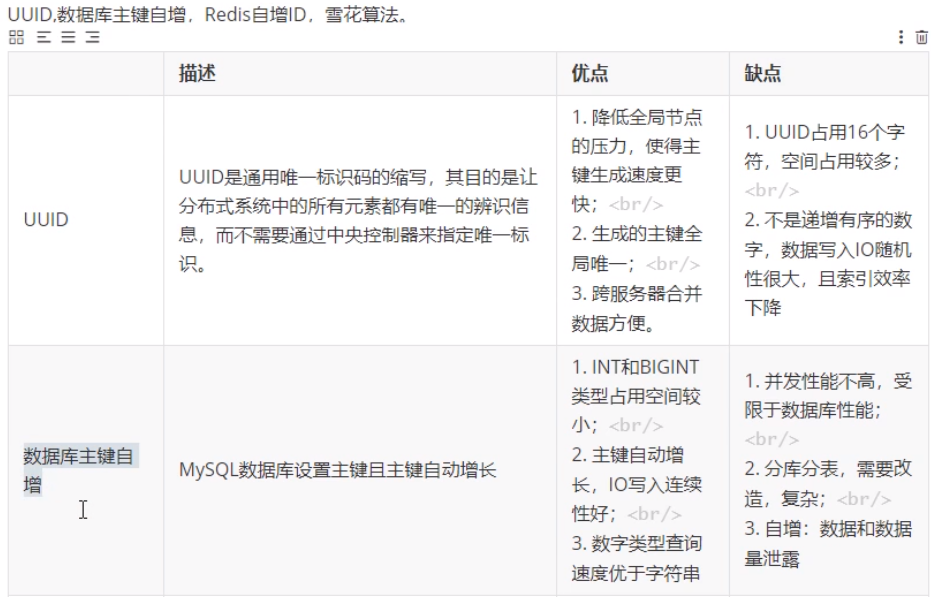 UUID,数据库主键自增，Redis自增ID，雪花算法。
描述
优点
缺点
UUID
UUID是通用唯一标识码的缩写，其目的是让
分布式系统中的所有元素都有唯一的辨识信
息，而不需要通过中央控制器来指定唯一标
识。
1. 降低全局节点
的压力，使得主
键生成速度更
快；<br/>
2. 生成的主键全
局唯一；<br/>
3. 跨服务器合并
数据方便。
1. UUID占用16个字
符，空间占用较多；
<br/>
2. 不是递增有序的数
字，数据写入IO随机
性很大，且索引效率
下降
数据库主键自
增
MySQL数据库设置主键且主键自动增长
1. INT和BIGINT
类型占用空间较
小；<br/>
2. 主键自动增
长，IO写入连续
性好；<br/>
3. 数字类型查询
速度优于字符串
1. 并发性能不高，受
限于数据库性能；
<br/>
2. 分库分表，需要改
造，复杂；<br/>
3. 自增：数据和数据
量泄露